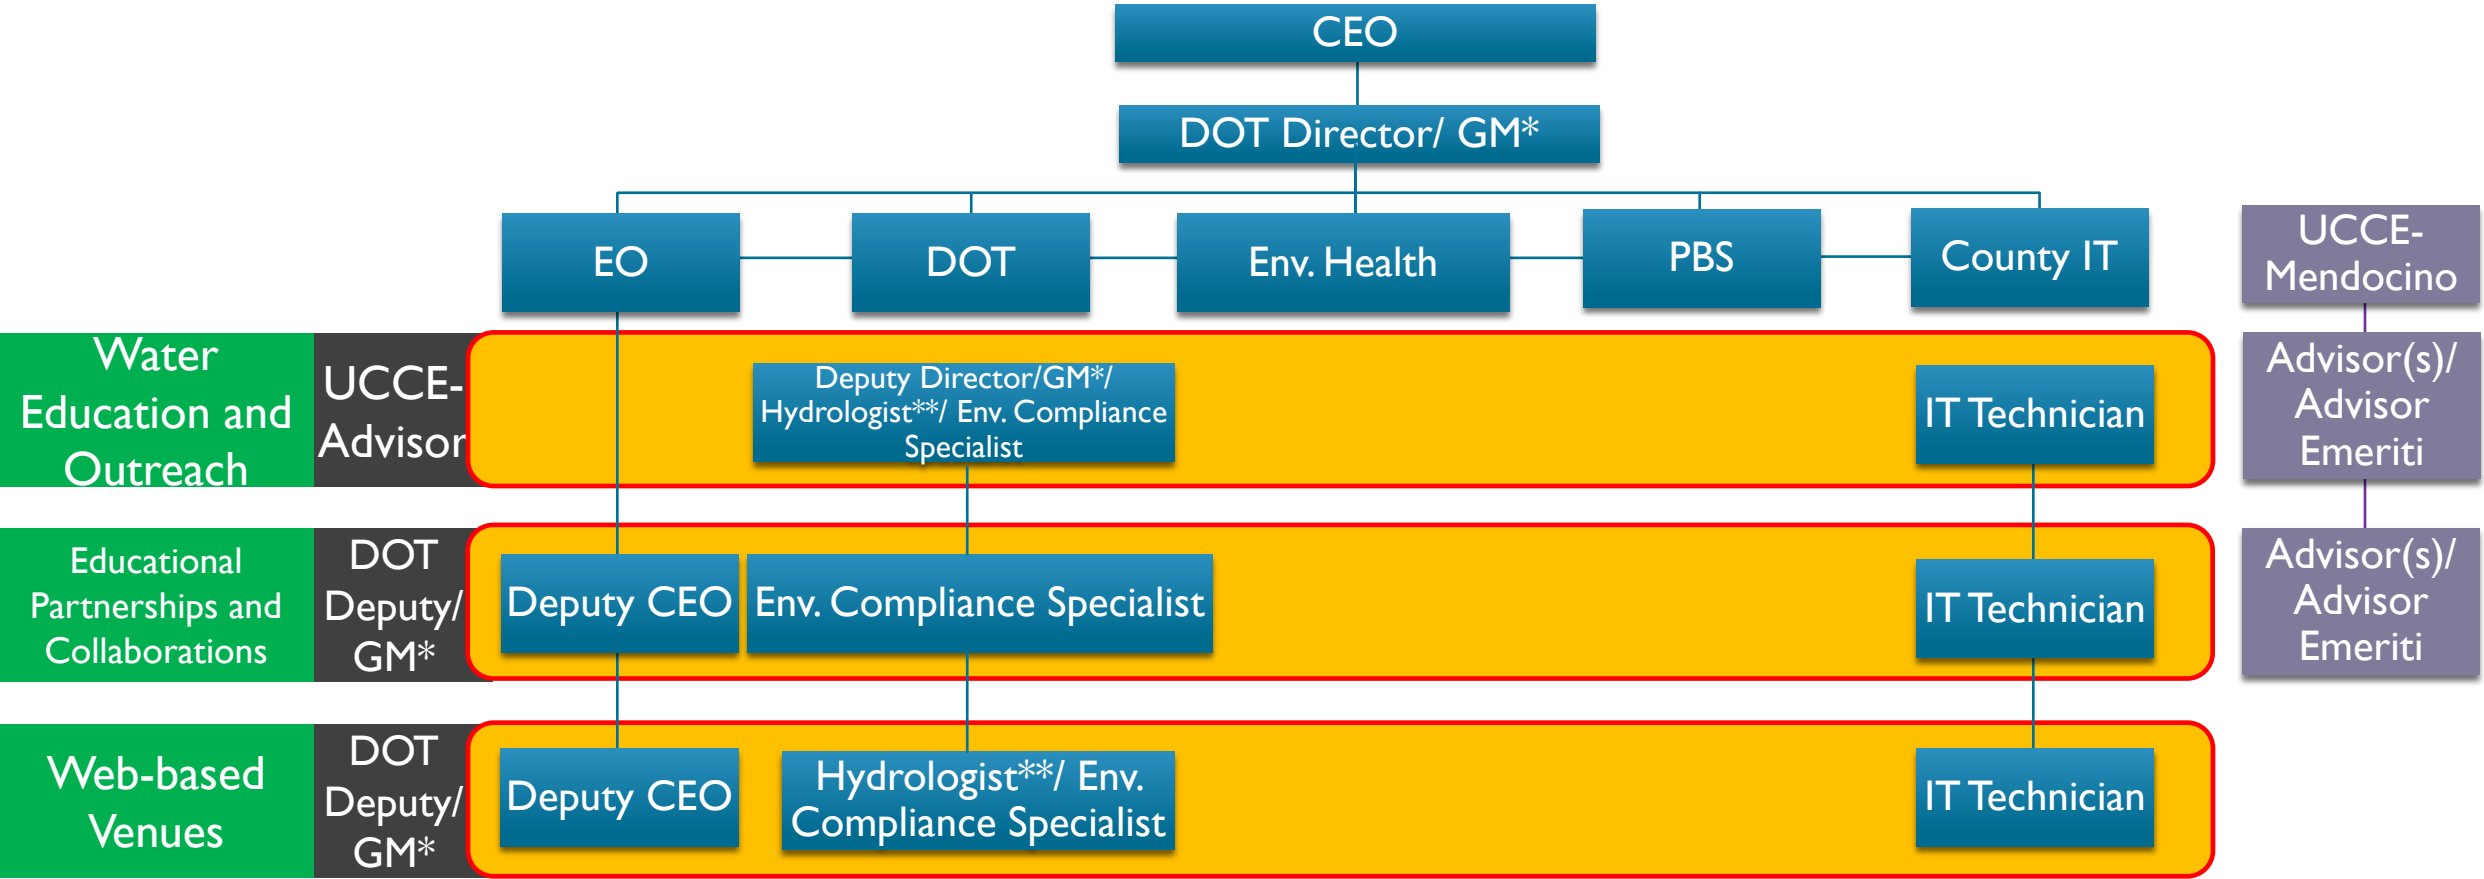 CEO
DOT Director/ GM*
EO
DOT
Env. Health
PBS
County IT
UCCE-
Mendocino
Water
Education and
Outreach
UCCE-
Advisor
Deputy Director/GM*/
Hydrologist**/ Env. Compliance
Specialist
IT Technician
Advisor(s)/
Advisor
Emeriti
Educational
Partnerships and
Collaborations
DOT
Deputy/
GM*
Deputy CEO
Env. Compliance Specialist
IT Technician
Advisor(s)/
Advisor
Emeriti
Web-based
Venues
DOT
Deputy/
GM*
Deputy CEO
Hydrologist**/ Env.
Compliance Specialist
IT Technician